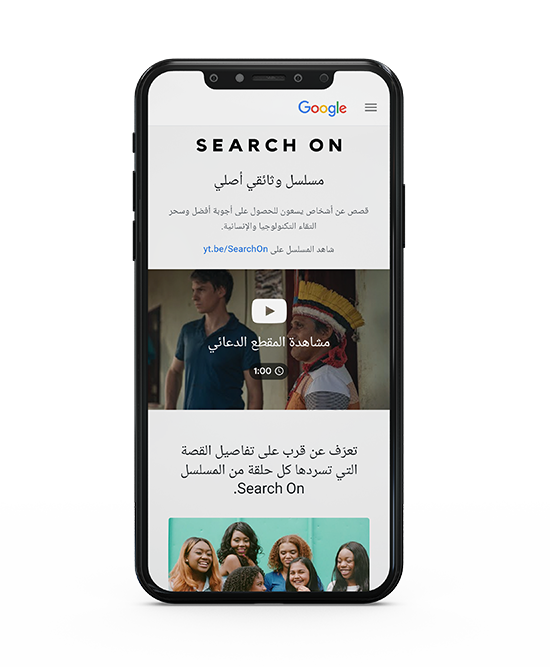 Google
SEARCH ON
مسلسل وثائقي أصلي
قصص عن أشخاص يسعون للحصول على أجوبة أفضل وسحر
التقاء التكنولوجيا والإنسانية.
شاهد المسلسل على yt.be/SearchOn
مشاهدة المقطع الدعائي
1:00
تعرّف عن قرب على تفاصيل القصة
التي تسردها كل حلقة من المسلسل
Search On.